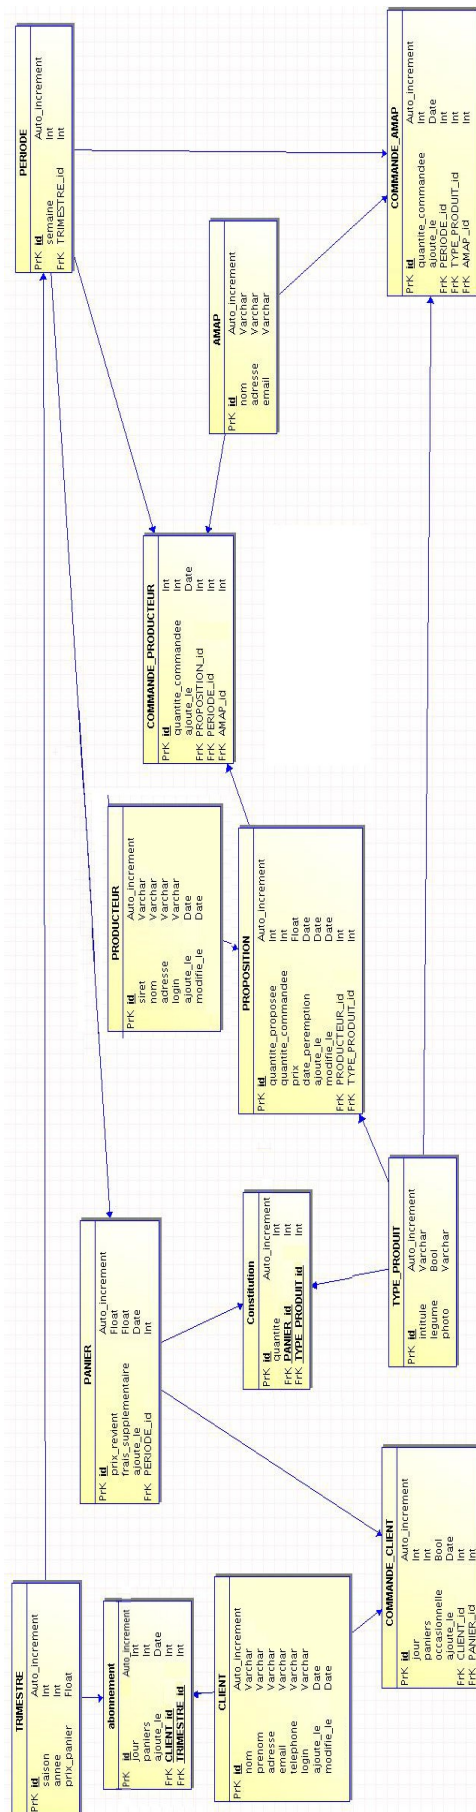 TRIMESTRE
PrK id Auto_increment
saison Int
annee Int
prix_panier Float
PERIODE
PrK id Auto_increment
semaine Int
FrK TRIMESTRE_id Int
abonnement
PrK id Auto_increment
jour Int
paniers Int
ajoute_le Date
FrK CLIENT_id Int
FrK TRIMESTRE_id Int
PANIER
PrK id Auto_increment
prix_revient Float
frais_supplementaire Float
ajoute_le Date
FrK PERIODE_id Int
PRODUCTEUR
PrK id Auto_increment
siret Varchar
nom Varchar
adresse Varchar
login Varchar
ajoute_le Date
modifie_le Date
COMMANDE_PRODUCTEUR
PrK id Int
quantite_commandee Int
ajoute_le Date
FrK PROPOSITION_id Int
FrK PERIODE_id Int
FrK AMAP_id Int
AMAP
PrK id Auto_increment
nom Varchar
adresse Varchar
email Varchar
CLIENT
PrK id Auto_increment
nom Varchar
prenom Varchar
adresse Varchar
email Varchar
telephone Varchar
login Varchar
ajoute_le Date
modifie_le Date
Constitution
PrK id Auto_increment
quantite Int
FrK PANIER_id Int
FrK TYPE_PRODUIT_id Int
PROPOSITION
PrK id Auto_increment
quantite_proposee Int
quantite_commandee Int
prix Float
date_peremption Date
ajoute_le Date
modifie_le Date
FrK PRODUCTEUR_id Int
FrK TYPE_PRODUIT_id Int
COMMANDE_CLIENT
PrK id Auto_increment
jour Int
paniers Int
occasionnelle Bool
ajoute_le Date
FrK CLIENT_id Int
FrK PANIER_id Int
TYPE_PRODUIT
PrK id Auto_increment
intitule Varchar
legume Bool
photo Varchar
COMMANDE_AMAP
PrK id Auto_increment
quantite_commandee Int
ajoute_le Date
FrK PERIODE_id Int
FrK TYPE_PRODUIT_id Int
FrK AMAP_id Int